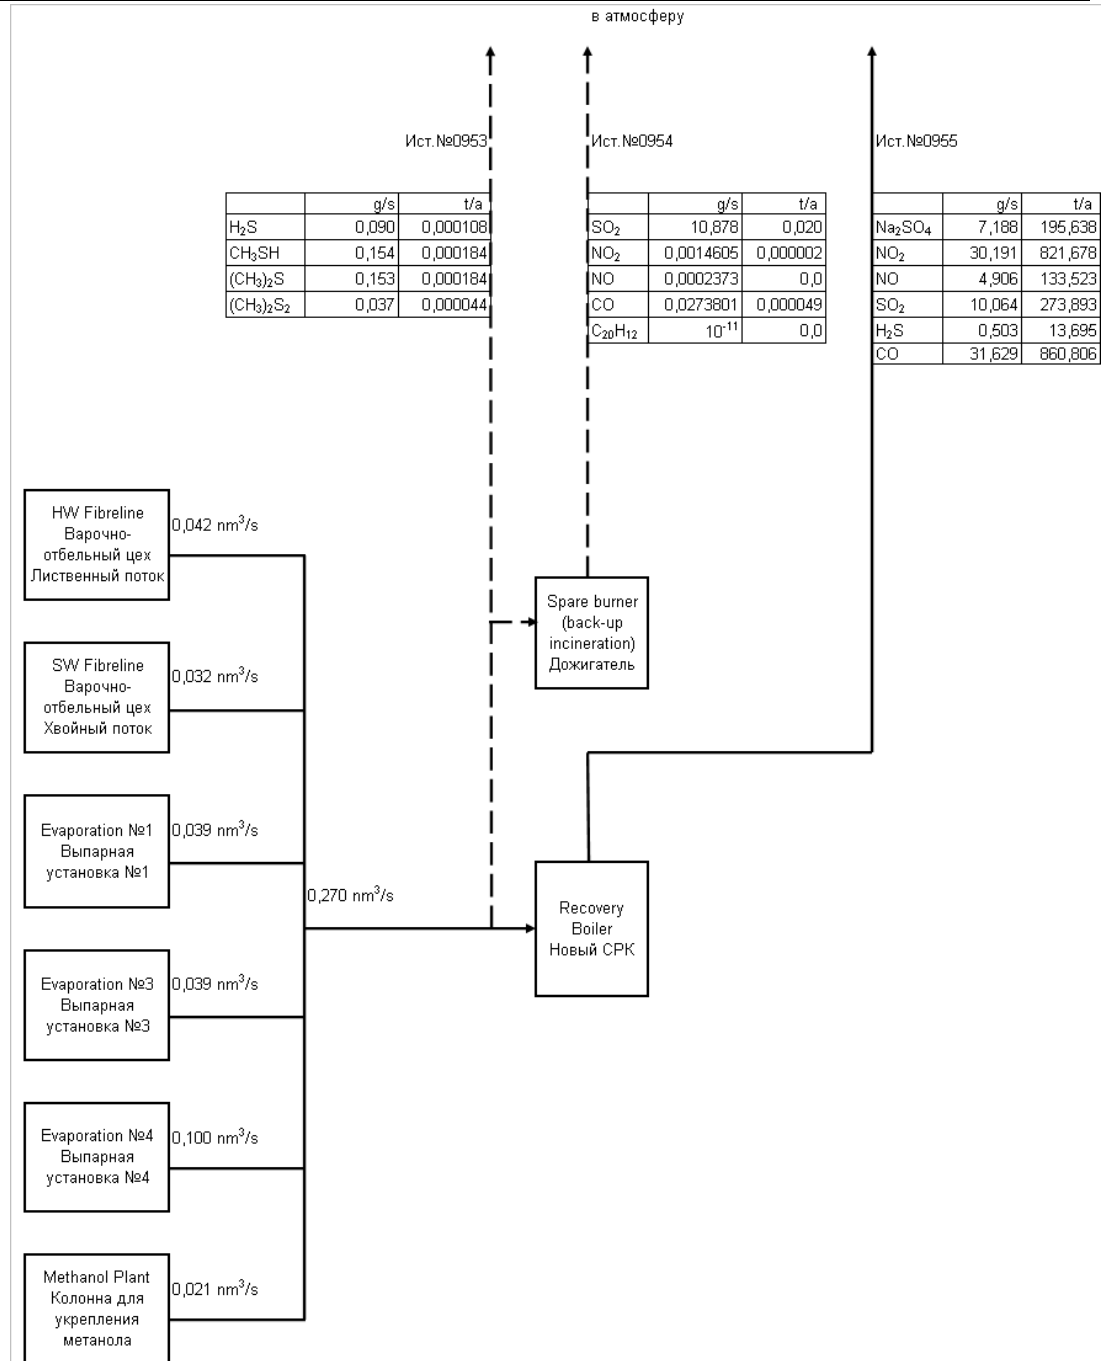 в атмосферу
Ист.№0953
Ист.№0954
Ист.№0955
g/s t/a
H₂S 0,090 0,000108
CH₃SH 0,154 0,000184
(CH₃)₂S 0,153 0,000184
(CH₃)₂S₂ 0,037 0,000044
g/s t/a
SO₂ 10,878 0,020
NO₂ 0,0014605 0,000002
NO 0,0002373 0,0
CO 0,0273801 0,000049
C₂₀H₁₂ 10⁻¹¹ 0,0
g/s t/a
Na₂SO₄ 7,188 195,638
NO₂ 30,191 821,678
NO 4,906 133,523
SO₂ 10,064 273,893
H₂S 0,503 13,695
CO 31,629 860,806
HW Fibreline
Варочно-
отбельный цех
Лиственный поток
0,042 nm³/s
Spare burner
(back-up
incineration)
Дожигатель
SW Fibreline
Варочно-
отбельный цех
Хвойный поток
0,032 nm³/s
Evaporation №1
Выпарная
установка №1
0,039 nm³/s
0,270 nm³/s
Recovery
Boiler
Новый СРК
Evaporation №3
Выпарная
установка №3
0,039 nm³/s
Evaporation №4
Выпарная
установка №4
0,100 nm³/s
Methanol Plant
Колонна для
укрепления
метанола
0,021 nm³/s